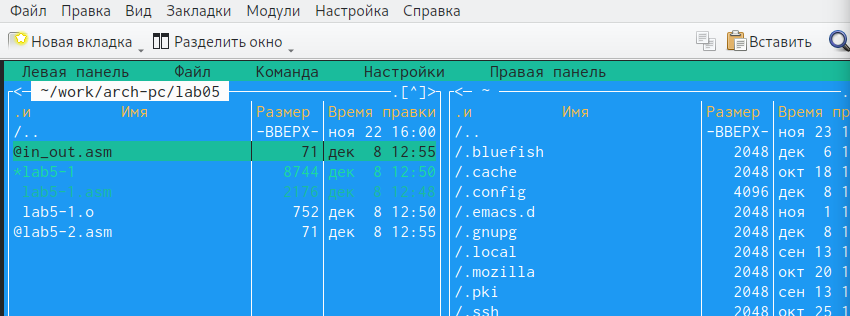 Файл Правка Вид Закладки Модули Настройка Справка
Новая вкладка Разделить окно Вставить
Левая панель Файл Команда Настройки Правая панель
<─ ~/work/arch-pc/lab05 .[^]> <─ ~
.и Имя Размер Время правки .и Имя Размер Время п
/.. -ВВЕРХ- ноя 22 16:00 /.. -ВВЕРХ- ноя 23 1
@in_out.asm 71 дек 8 12:55 /.bluefish 2048 дек 6 1
*lab5-1 8744 дек 8 12:50 /.cache 2048 окт 18 1
lab5-1.asm 2176 дек 8 12:48 /.config 4096 дек 8 1
lab5-1.o 752 дек 8 12:50 /.emacs.d 2048 ноя 1 1
@lab5-2.asm 71 дек 8 12:55 /.gnupg 2048 дек 8 1
/.local 2048 сен 13 1
/.mozilla 2048 окт 20 1
/.pki 2048 сен 13 1
/.ssh 2048 окт 25 1